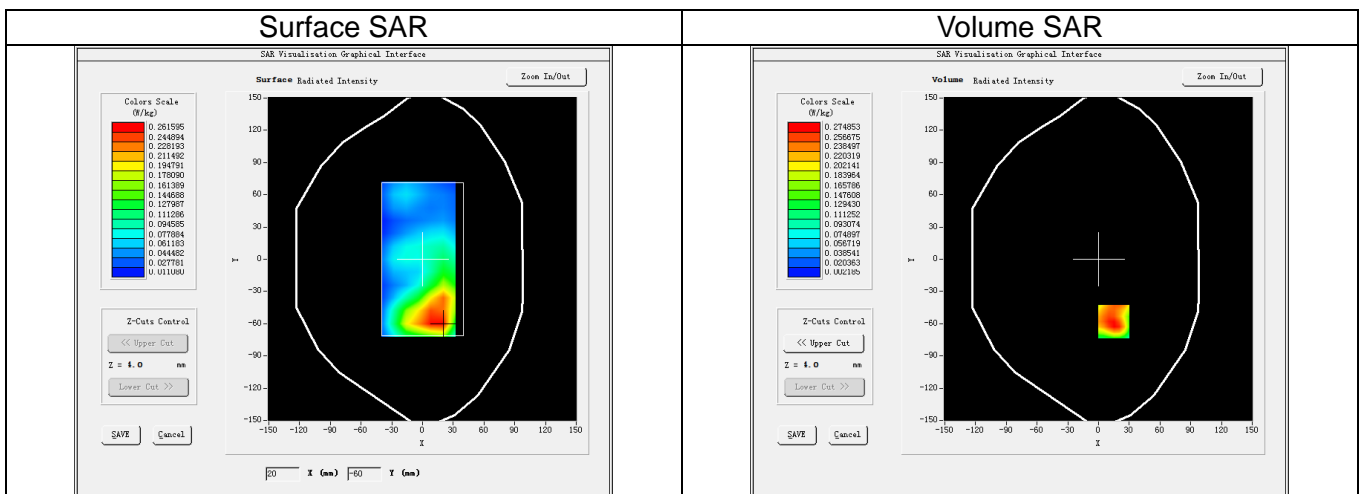 Surface SAR
Volume SAR
SAR Visualisation Graphical Interface
Surface Radiated Intensity
Zoom In/Out
Colors Scale
(W/kg)
0.261595
0.244894
0.228193
0.211492
0.194791
0.178090
0.161389
0.144688
0.127987
0.111286
0.094585
0.077884
0.061183
0.044482
0.027781
0.011080
Z-Cuts Control
<< Upper Cut
Z = 4.0 mm
Lower Cut >>
SAVE
Cancel
150
120
90
60
30
0
-30
-60
-90
-120
-150
Y
-150 -120 -90 -60 -30 0 30 60 90 120 150
X
20 X (mm) -60 Y (mm)
SAR Visualisation Graphical Interface
Volume Radiated Intensity
Zoom In/Out
Colors Scale
(W/kg)
0.274853
0.256675
0.238497
0.220319
0.202141
0.183964
0.165786
0.147608
0.129430
0.111252
0.093074
0.074897
0.056719
0.038541
0.020363
0.002185
Z-Cuts Control
<< Upper Cut
Z = 4.0 mm
Lower Cut >>
SAVE
Cancel
150
120
90
60
30
0
-30
-60
-90
-120
-150
Y
-150 -120 -90 -60 -30 0 30 60 90 120 150
X